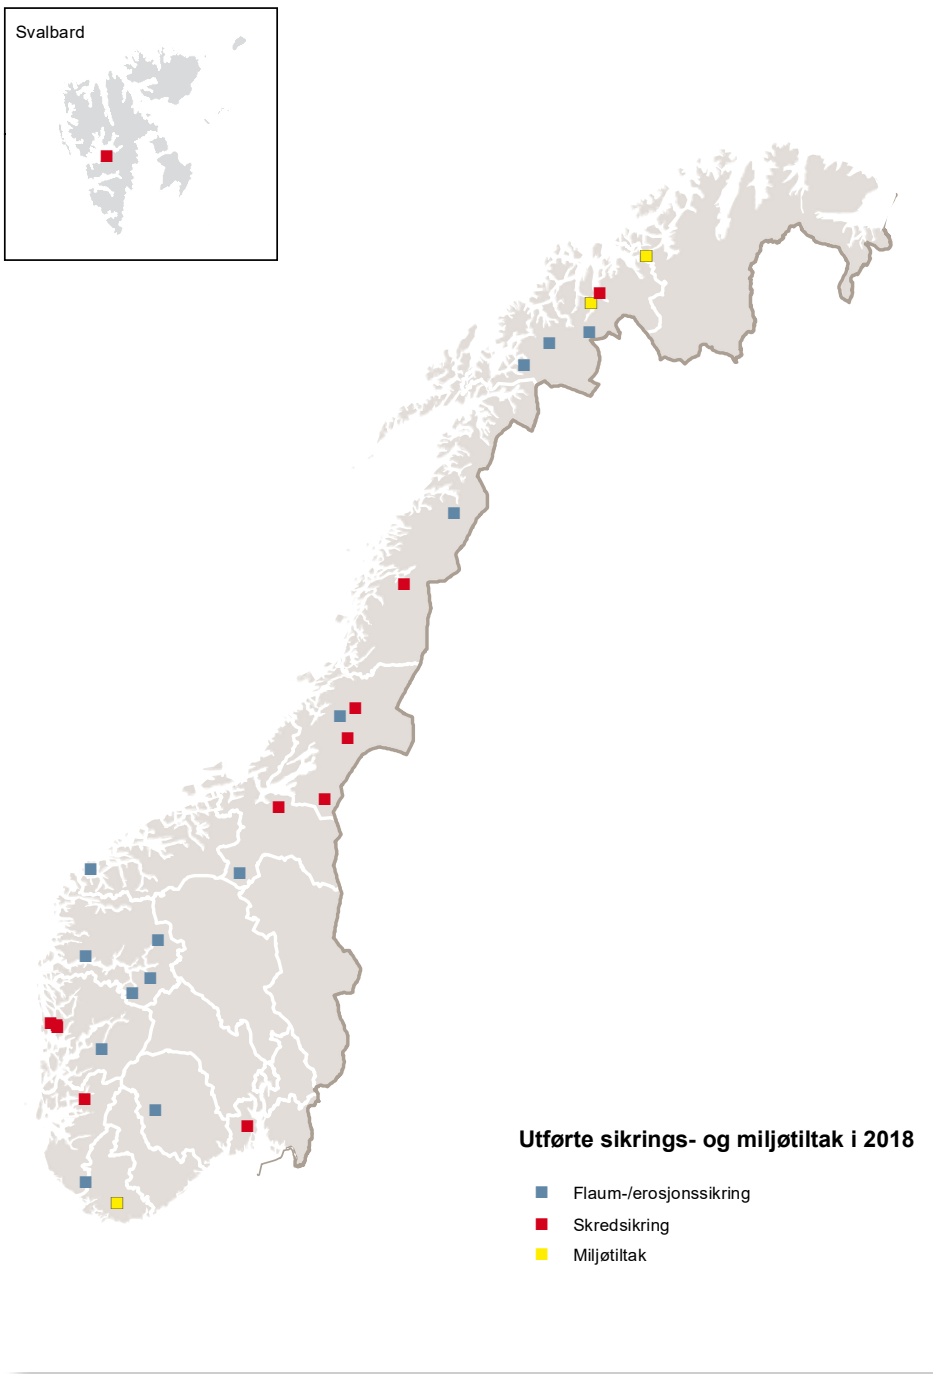 Svalbard
Utførte sikrings- og miljøtiltak i 2018
Flaum-/erosjonssikring
Skredsikring
Miljøtiltak